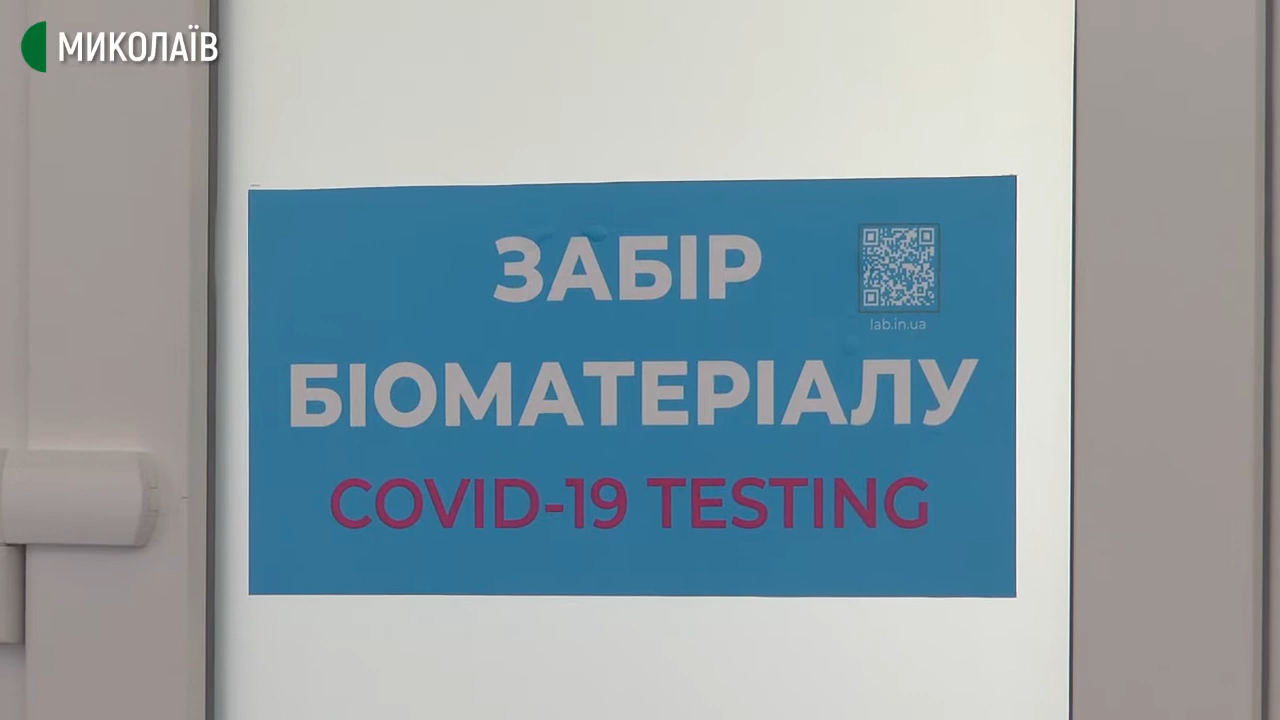 МИКОЛАЇВ
ЗАБІР
lab.in.ua
БІОМАТЕРІАЛУ
COVID-19 TESTING